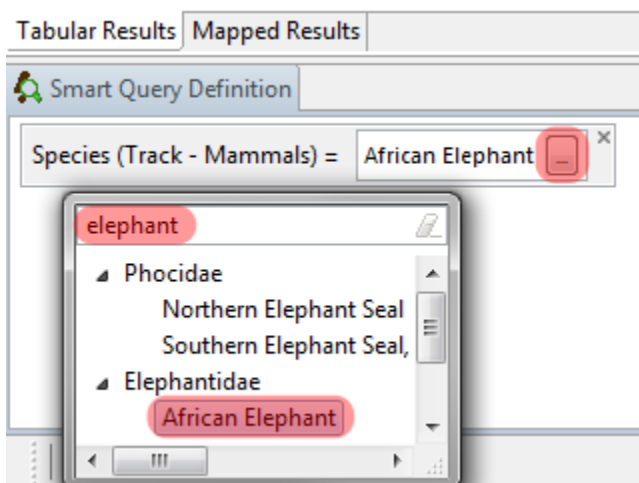 Tabular Results Mapped Results
Smart Query Definition
Species (Track - Mammals) = African Elephant ...
elephant
Phocidae
Northern Elephant Seal
Southern Elephant Seal,
Elephantidae
African Elephant